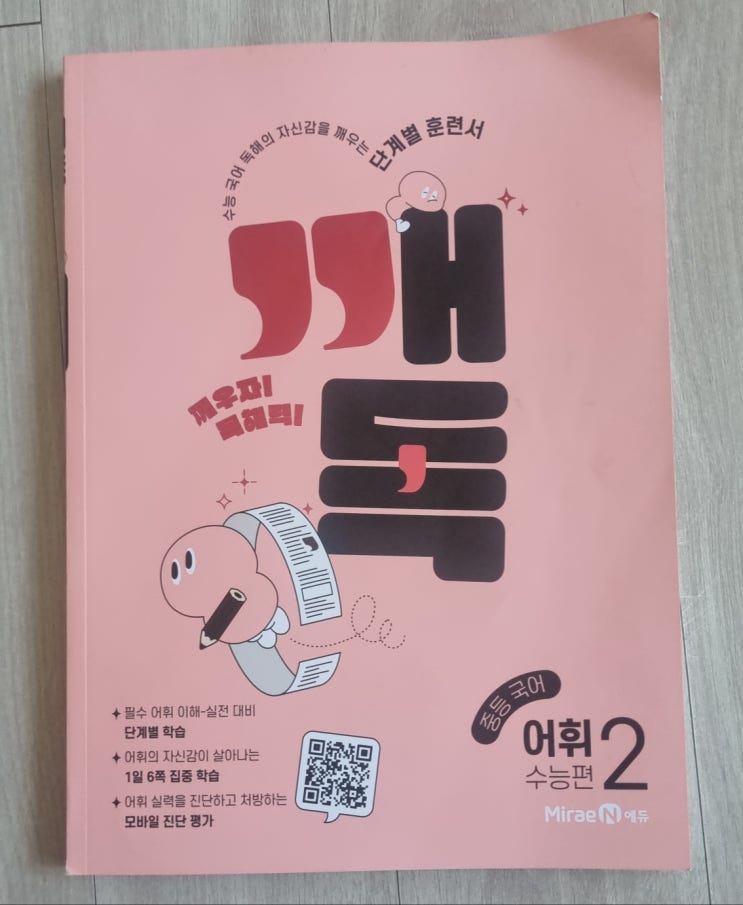 수능 국어 독해의 자신감을 깨우는 단계별 훈련서
깨
독
깨우자!
독해력!
필수 어휘 이해-실전 대비
단계별 학습
어휘의 자신감이 살아나는
1일 6쪽 집중 학습
어휘 실력을 진단하고 처방하는
모바일 진단 평가
중등 국어
어휘
수능편 2
Mirae N 에듀